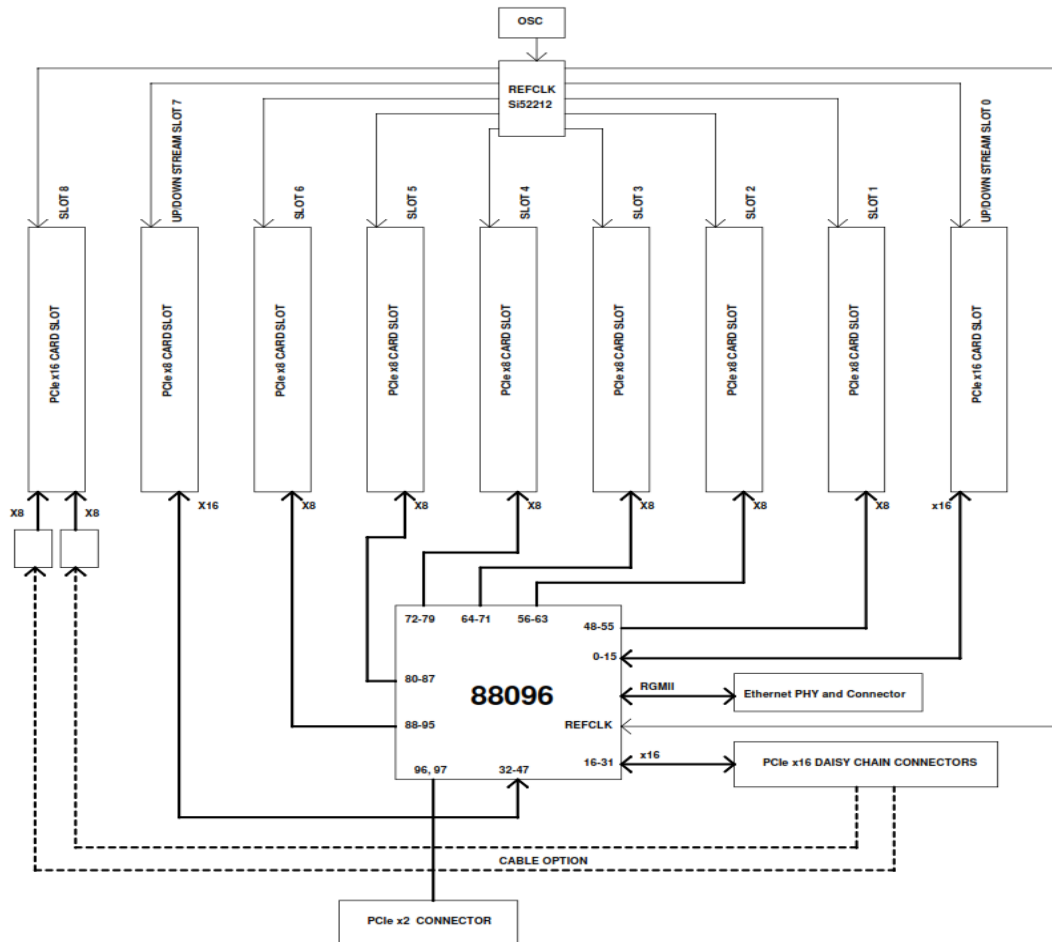 OSC
REFCLK
Si52212
SLOT 8
UP/DOWN STREAM SLOT 7
SLOT 6
SLOT 5
SLOT 4
SLOT 3
SLOT 2
SLOT 1
UP/DOWN STREAM SLOT 0
PCIe x16 CARD SLOT
PCIe x8 CARD SLOT
PCIe x8 CARD SLOT
PCIe x8 CARD SLOT
PCIe x8 CARD SLOT
PCIe x8 CARD SLOT
PCIe x8 CARD SLOT
PCIe x8 CARD SLOT
PCIe x16 CARD SLOT
X8
X8
X16
X8
X8
X8
X8
X8
X8
x16
72-79
64-71
56-63
48-55
0-15
80-87
88096
RGMII
Ethernet PHY and Connector
88-95
REFCLK
16-31
x16
PCIe x16 DAISY CHAIN CONNECTORS
96, 97
32-47
CABLE OPTION
PCIe x2 CONNECTOR